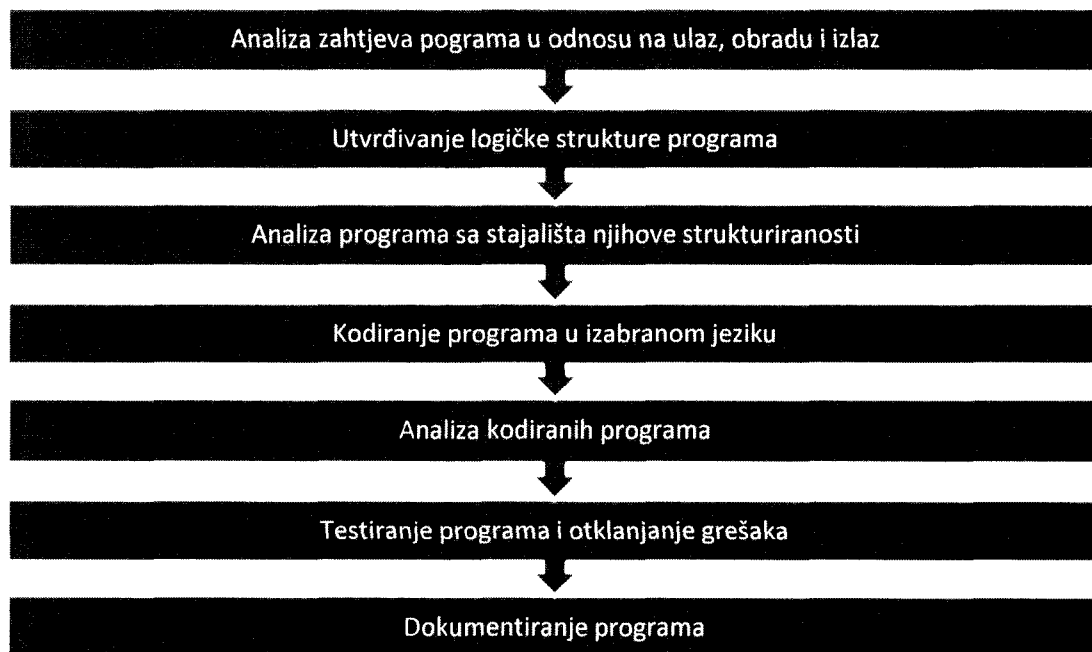 Analiza zahtjeva pograma u odnosu na ulaz, obradu i izlaz
Utvrđivanje logičke strukture programa
Analiza programa sa stajališta njihove strukturiranosti
Kodiranje programa u izabranom jeziku
Analiza kodiranih programa
Testiranje programa i otklanjanje grešaka
Dokumentiranje programa